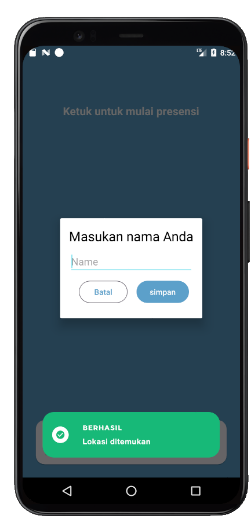 8:52
Ketuk untuk mulai presensi
Masukan nama Anda
Name
Batal
simpan
BERHASIL
Lokasi ditemukan